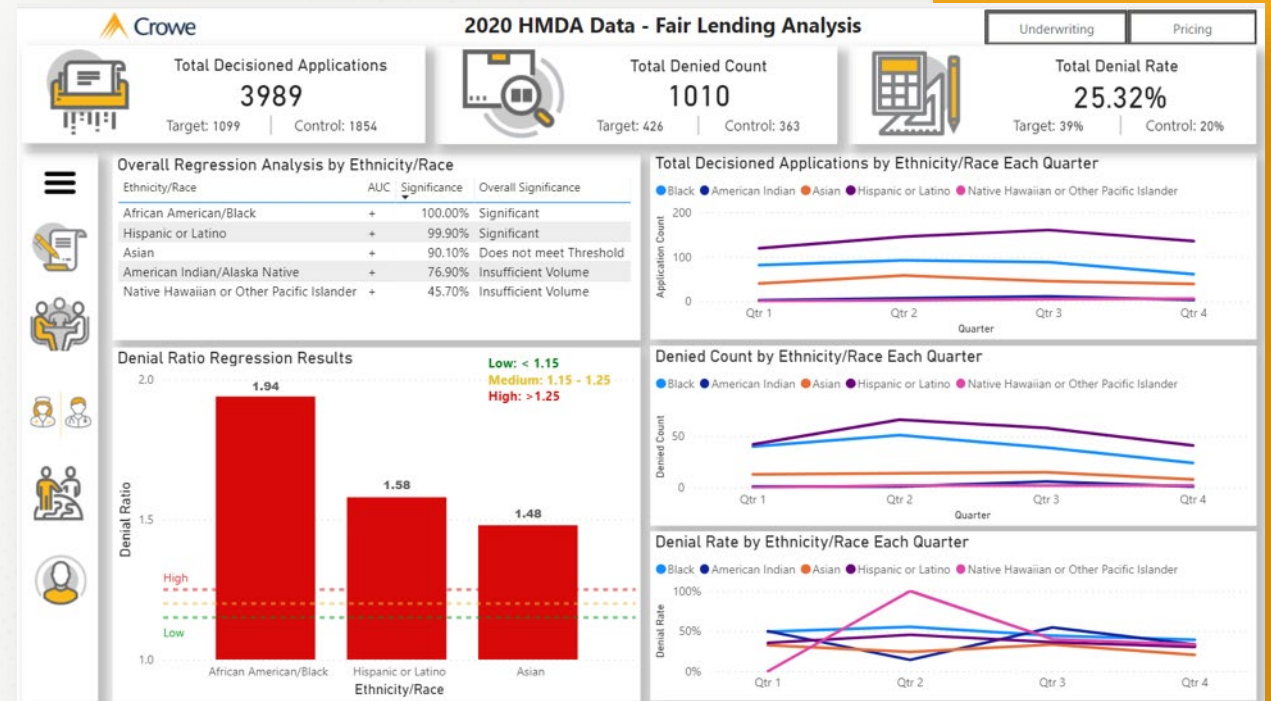 Crowe
2020 HMDA Data - Fair Lending Analysis
Underwriting
Pricing
Total Decisioned Applications
3989
Target: 1099 | Control: 1854
Total Denied Count
1010
Target: 426 | Control: 363
Total Denial Rate
25.32%
Target: 39% | Control: 20%
Overall Regression Analysis by Ethnicity/Race
Ethnicity/Race AUC Significance Overall Significance
African American/Black + 100.00% Significant
Hispanic or Latino + 99.90% Significant
Asian + 90.10% Does not meet Threshold
American Indian/Alaska Native + 76.90% Insufficient Volume
Native Hawaiian or Other Pacific Islander + 45.70% Insufficient Volume
Denial Ratio Regression Results
Low: < 1.15
Medium: 1.15 - 1.25
High: >1.25
Denial Ratio
2.0
1.5
1.0
1.94
1.58
1.48
High
Low
African American/Black
Hispanic or Latino
Asian
Ethnicity/Race
Total Decisioned Applications by Ethnicity/Race Each Quarter
Black American Indian Asian Hispanic or Latino Native Hawaiian or Other Pacific Islander
Application Count
200
100
0
Qtr 1 Qtr 2 Qtr 3 Qtr 4
Quarter
Denied Count by Ethnicity/Race Each Quarter
Black American Indian Asian Hispanic or Latino Native Hawaiian or Other Pacific Islander
Denied Count
50
0
Qtr 1 Qtr 2 Qtr 3 Qtr 4
Quarter
Denial Rate by Ethnicity/Race Each Quarter
Black American Indian Asian Hispanic or Latino Native Hawaiian or Other Pacific Islander
Denial Rate
100%
50%
0%
Qtr 1 Qtr 2 Qtr 3 Qtr 4